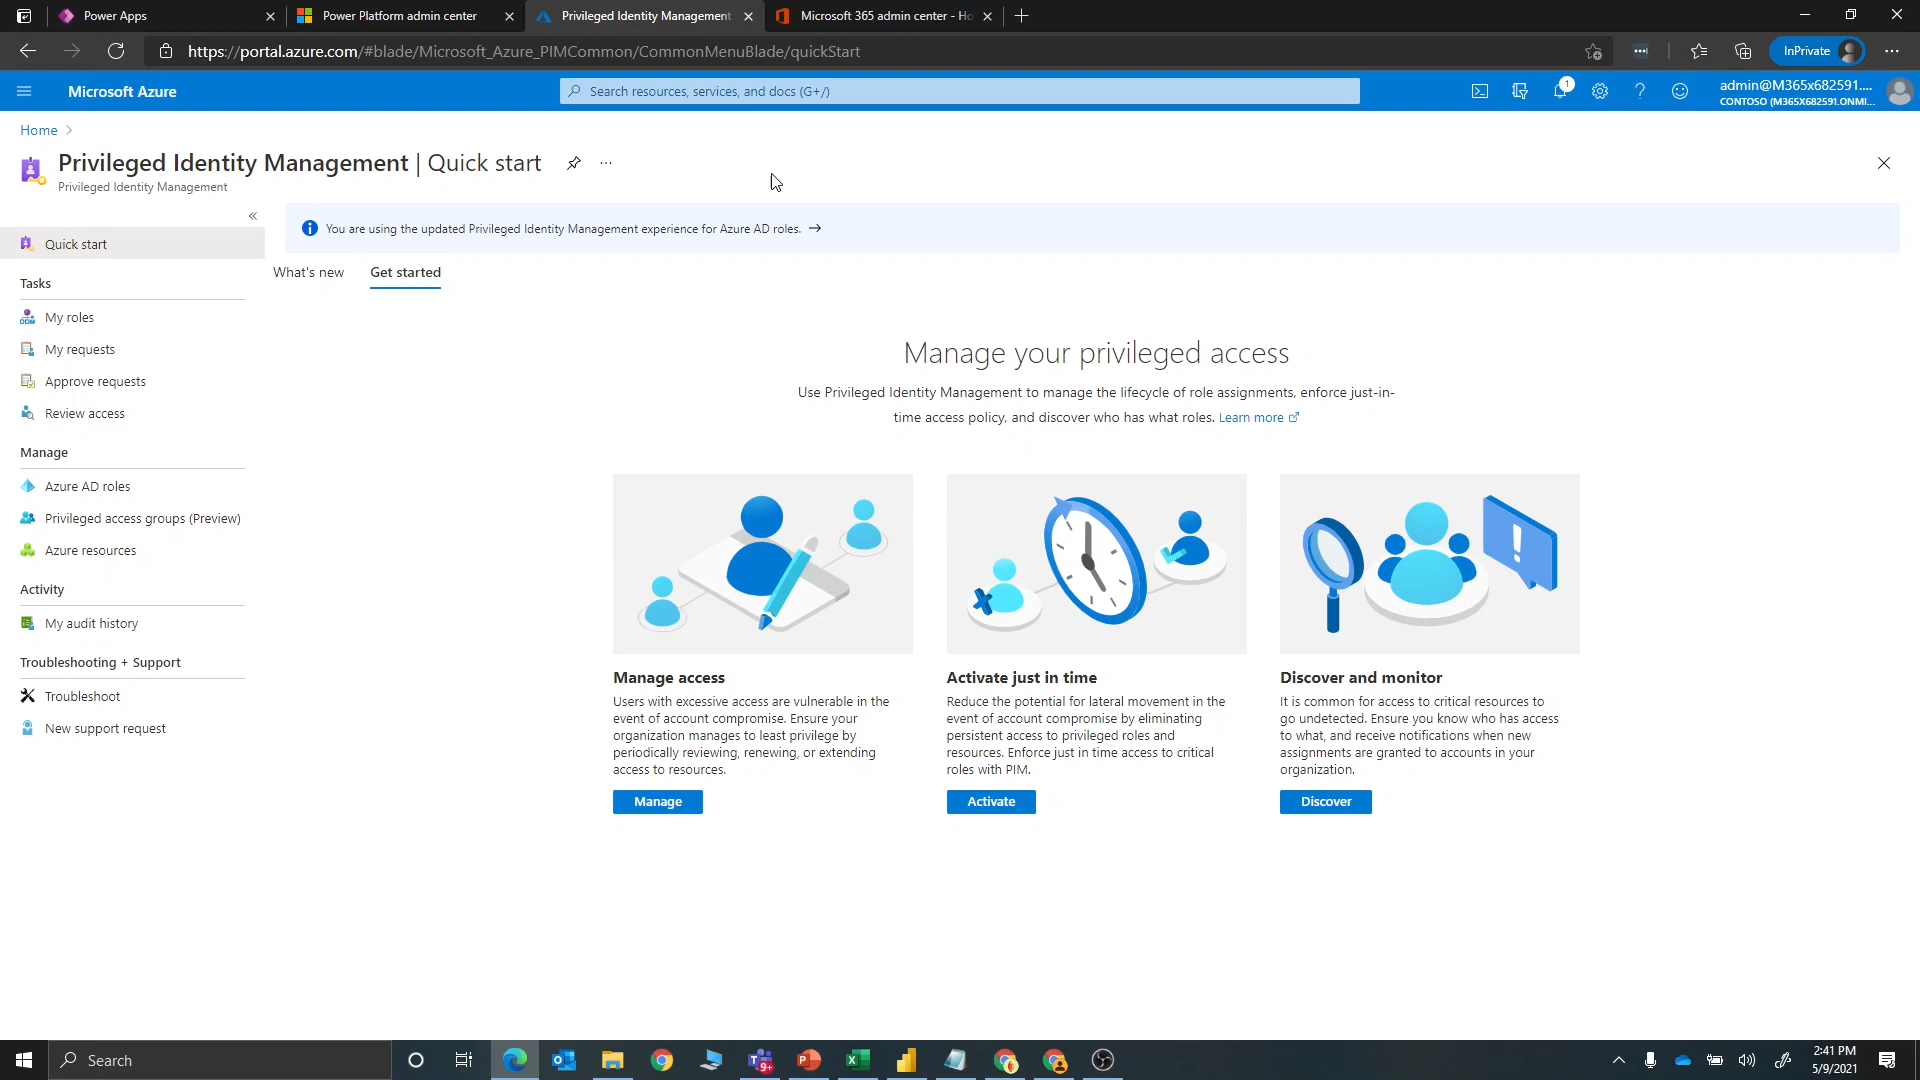 Power Apps
Power Platform admin center
Privileged Identity Management
Microsoft 365 admin center - Ho
https://portal.azure.com/#blade/Microsoft_Azure_PIMCommon/CommonMenuBlade/quickStart
InPrivate
Microsoft Azure
Search resources, services, and docs (G+/)
1
admin@M365x682591....
CONTOSO (M365X682591.ONMI...
Home
Privileged Identity Management | Quick start
Privileged Identity Management
Quick start
Tasks
My roles
My requests
Approve requests
Review access
Manage
Azure AD roles
Privileged access groups (Preview)
Azure resources
Activity
My audit history
Troubleshooting + Support
Troubleshoot
New support request
You are using the updated Privileged Identity Management experience for Azure AD roles.
What's new
Get started
Manage your privileged access
Use Privileged Identity Management to manage the lifecycle of role assignments, enforce just-in-
time access policy, and discover who has what roles. Learn more
Manage access
Users with excessive access are vulnerable in the
event of account compromise. Ensure your
organization manages to least privilege by
periodically reviewing, renewing, or extending
access to resources.
Manage
Activate just in time
Reduce the potential for lateral movement in the
event of account compromise by eliminating
persistent access to privileged roles and
resources. Enforce just in time access to critical
roles with PIM.
Activate
Discover and monitor
It is common for access to critical resources to
go undetected. Ensure you know who has access
to what, and receive notifications when new
assignments are granted to accounts in your
organization.
Discover
Search
9+
2:41 PM
5/9/2021